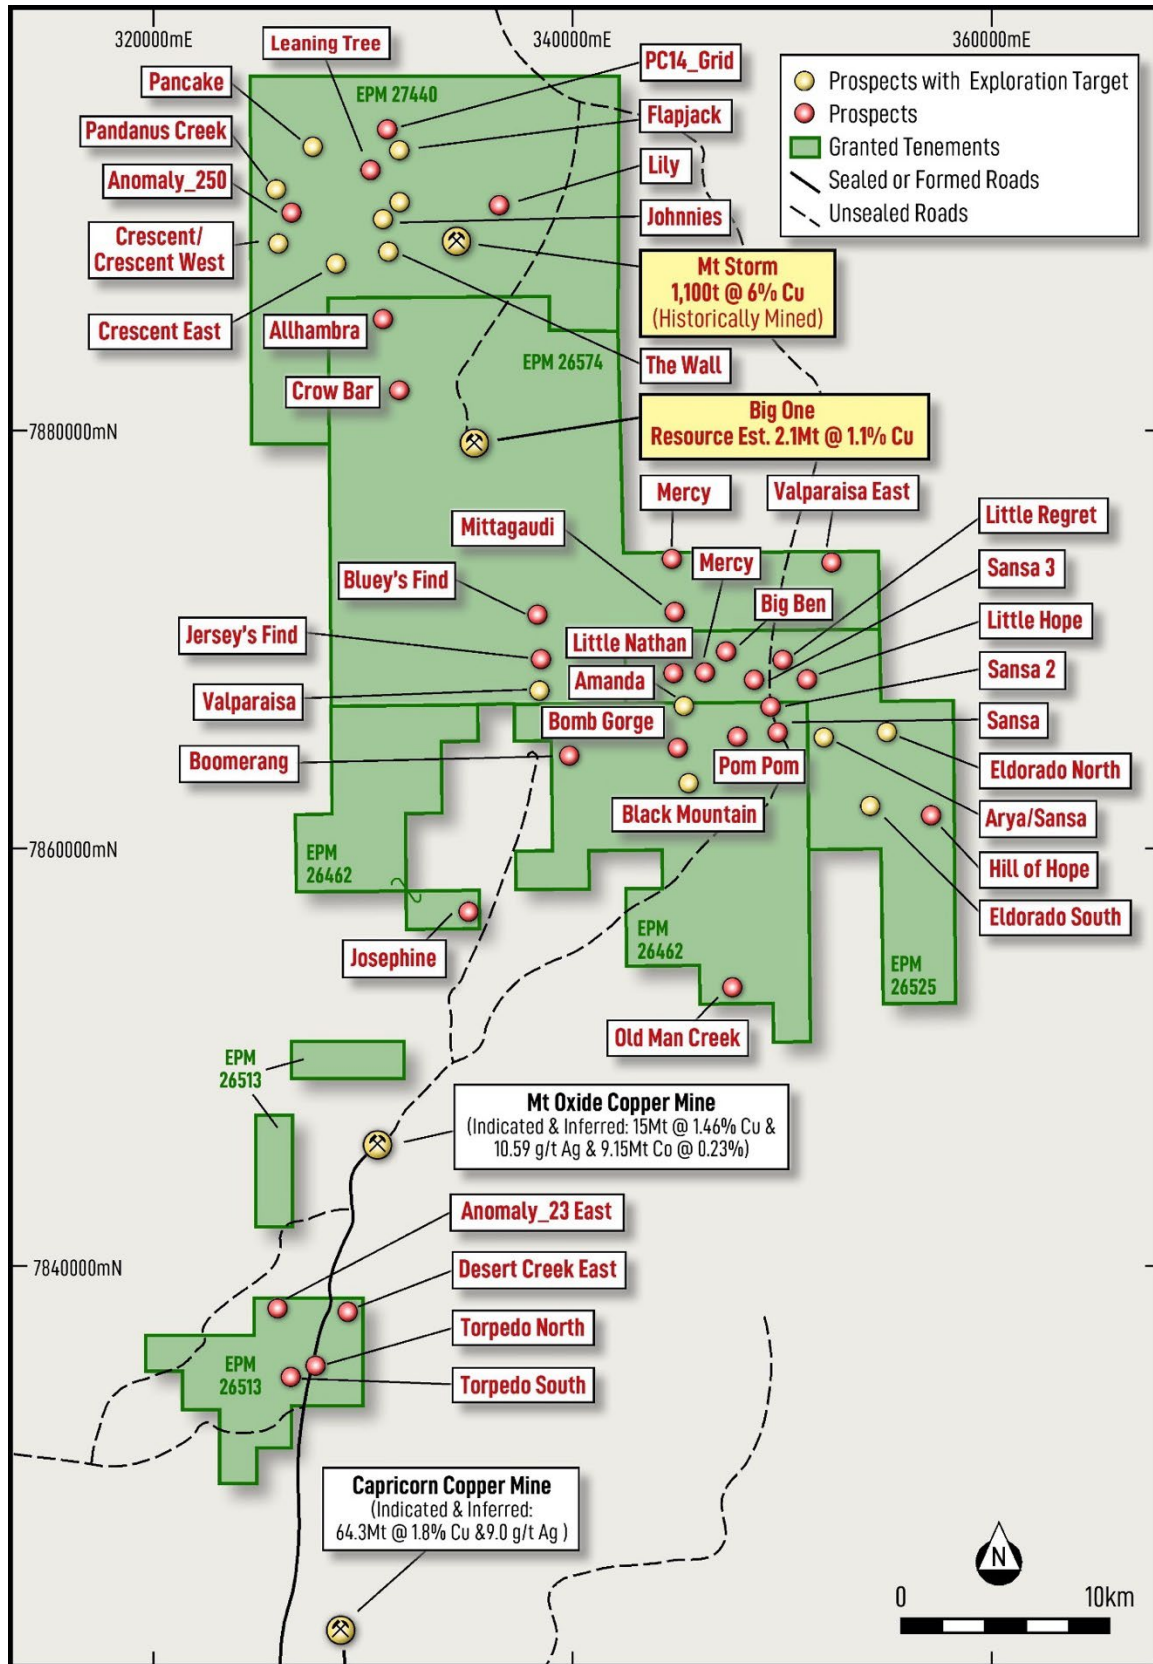 320000mE
340000mE
360000mE
Leaning Tree
PC14_Grid
Pancake
EPM 27440
Flapjack
Pandanus Creek
Anomaly_250
Lily
Johnnies
Crescent/
Crescent West
Prospects with Exploration Target
Prospects
Granted Tenements
Sealed or Formed Roads
Unsealed Roads
Mt Storm
1,100t @ 6% Cu
(Historically Mined)
Crescent East
Allhambra
EPM 26574
The Wall
Crow Bar
Big One
Resource Est. 2.1Mt @ 1.1% Cu
7880000mN
Mercy
Valparaisa East
Little Regret
Mittagaudi
Mercy
Sansa 3
Bluey's Find
Big Ben
Little Hope
Jersey's Find
Little Nathan
Sansa 2
Amanda
Valparaisa
Bomb Gorge
Sansa
Boomerang
Pom Pom
Eldorado North
Black Mountain
Arya/Sansa
7860000mN
EPM
26462
Hill of Hope
Eldorado South
Josephine
EPM
26462
EPM
26525
Old Man Creek
EPM
26513
Mt Oxide Copper Mine
(Indicated & Inferred: 15Mt @ 1.46% Cu &
10.59 g/t Ag & 9.15Mt Co @ 0.23%)
Anomaly_23 East
7840000mN
Desert Creek East
Torpedo North
EPM
26513
Torpedo South
Capricorn Copper Mine
(Indicated & Inferred:
64.3Mt @ 1.8% Cu &9.0 g/t Ag )
N
0
10km